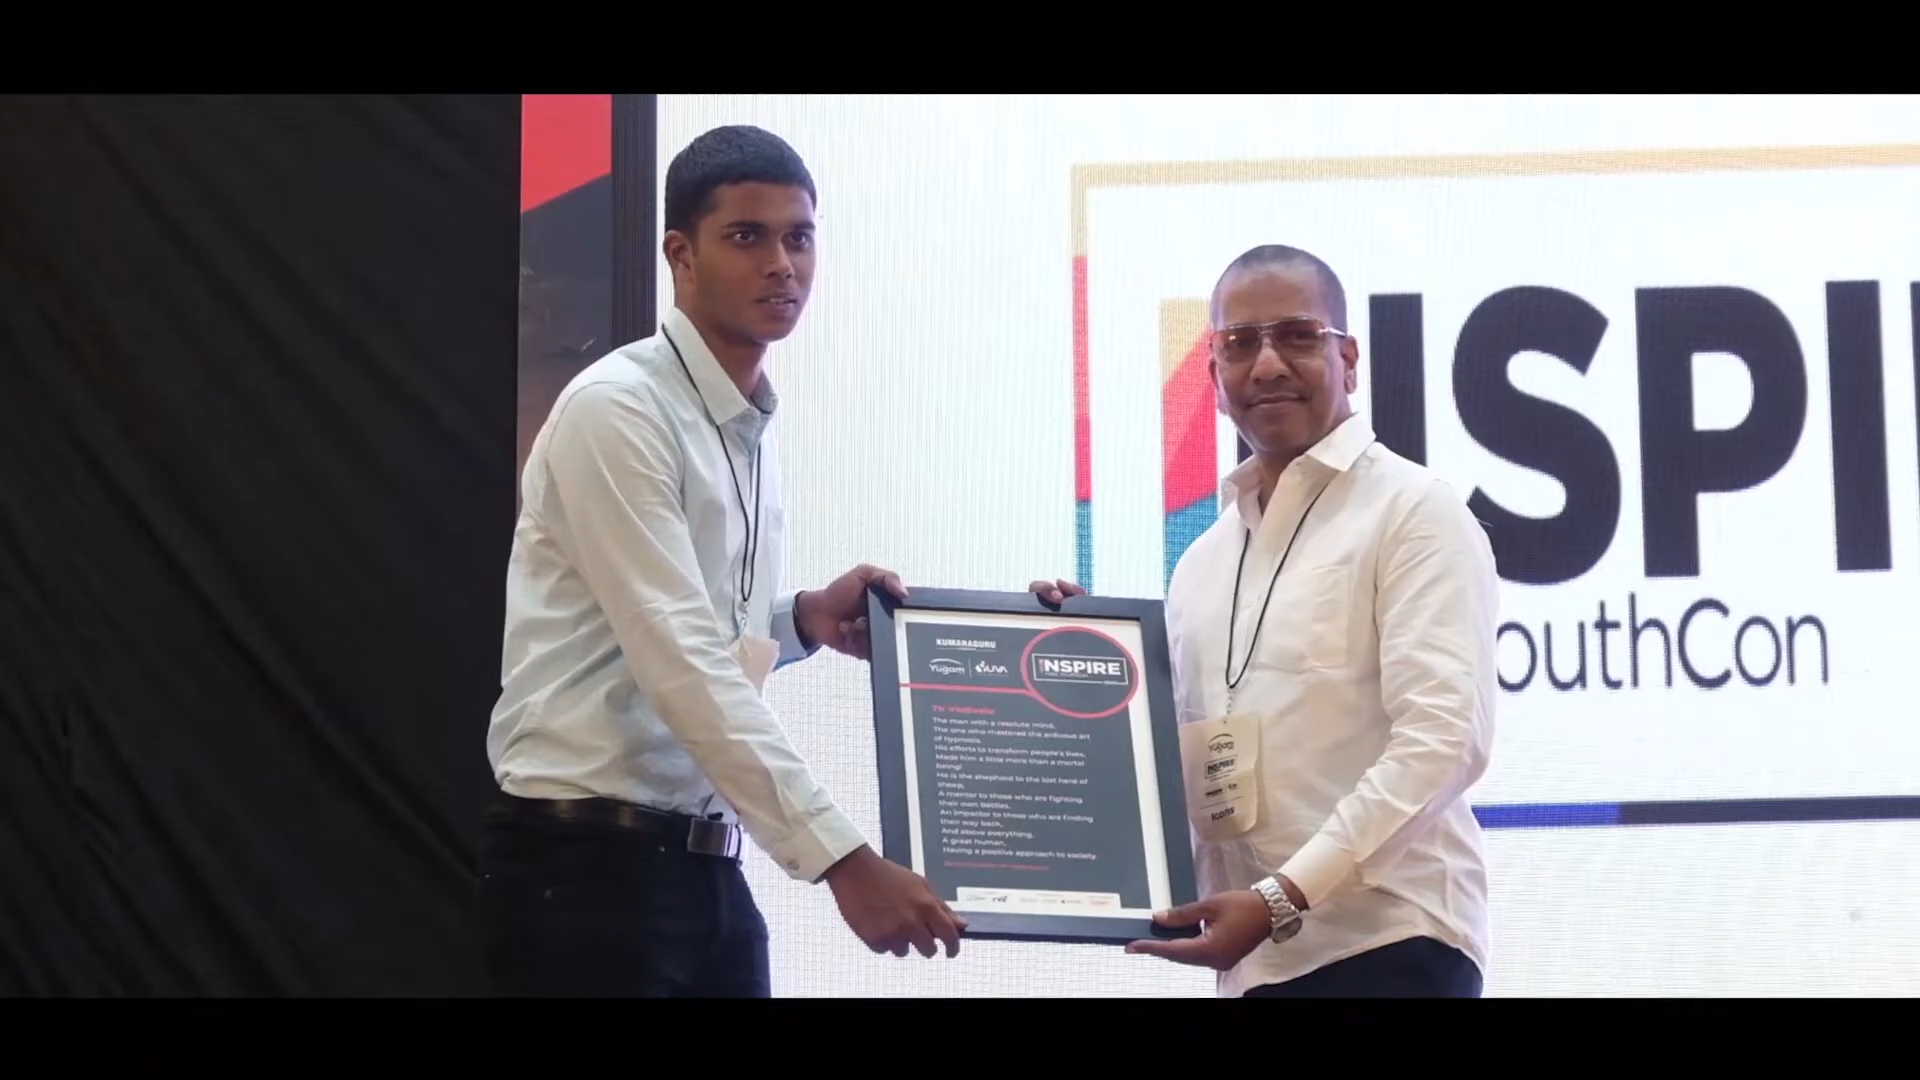 NSPI
outhCon
KUMARAGURU
Yugam
YUVA
INSPIRE
The man with a resolute mind,
The one who mastered the arduous art
of hypnosis.
His efforts to transform people's lives,
Made him a little more than a mortal
being!
He is the shepherd to the lost herd of
sheep,
A mentor to those who are fighting
their own battles,
An impactor to those who are finding
their way back,
And above everything,
A great human,
Having a positive approach to society.
Yugam
INSPIRE
Icons